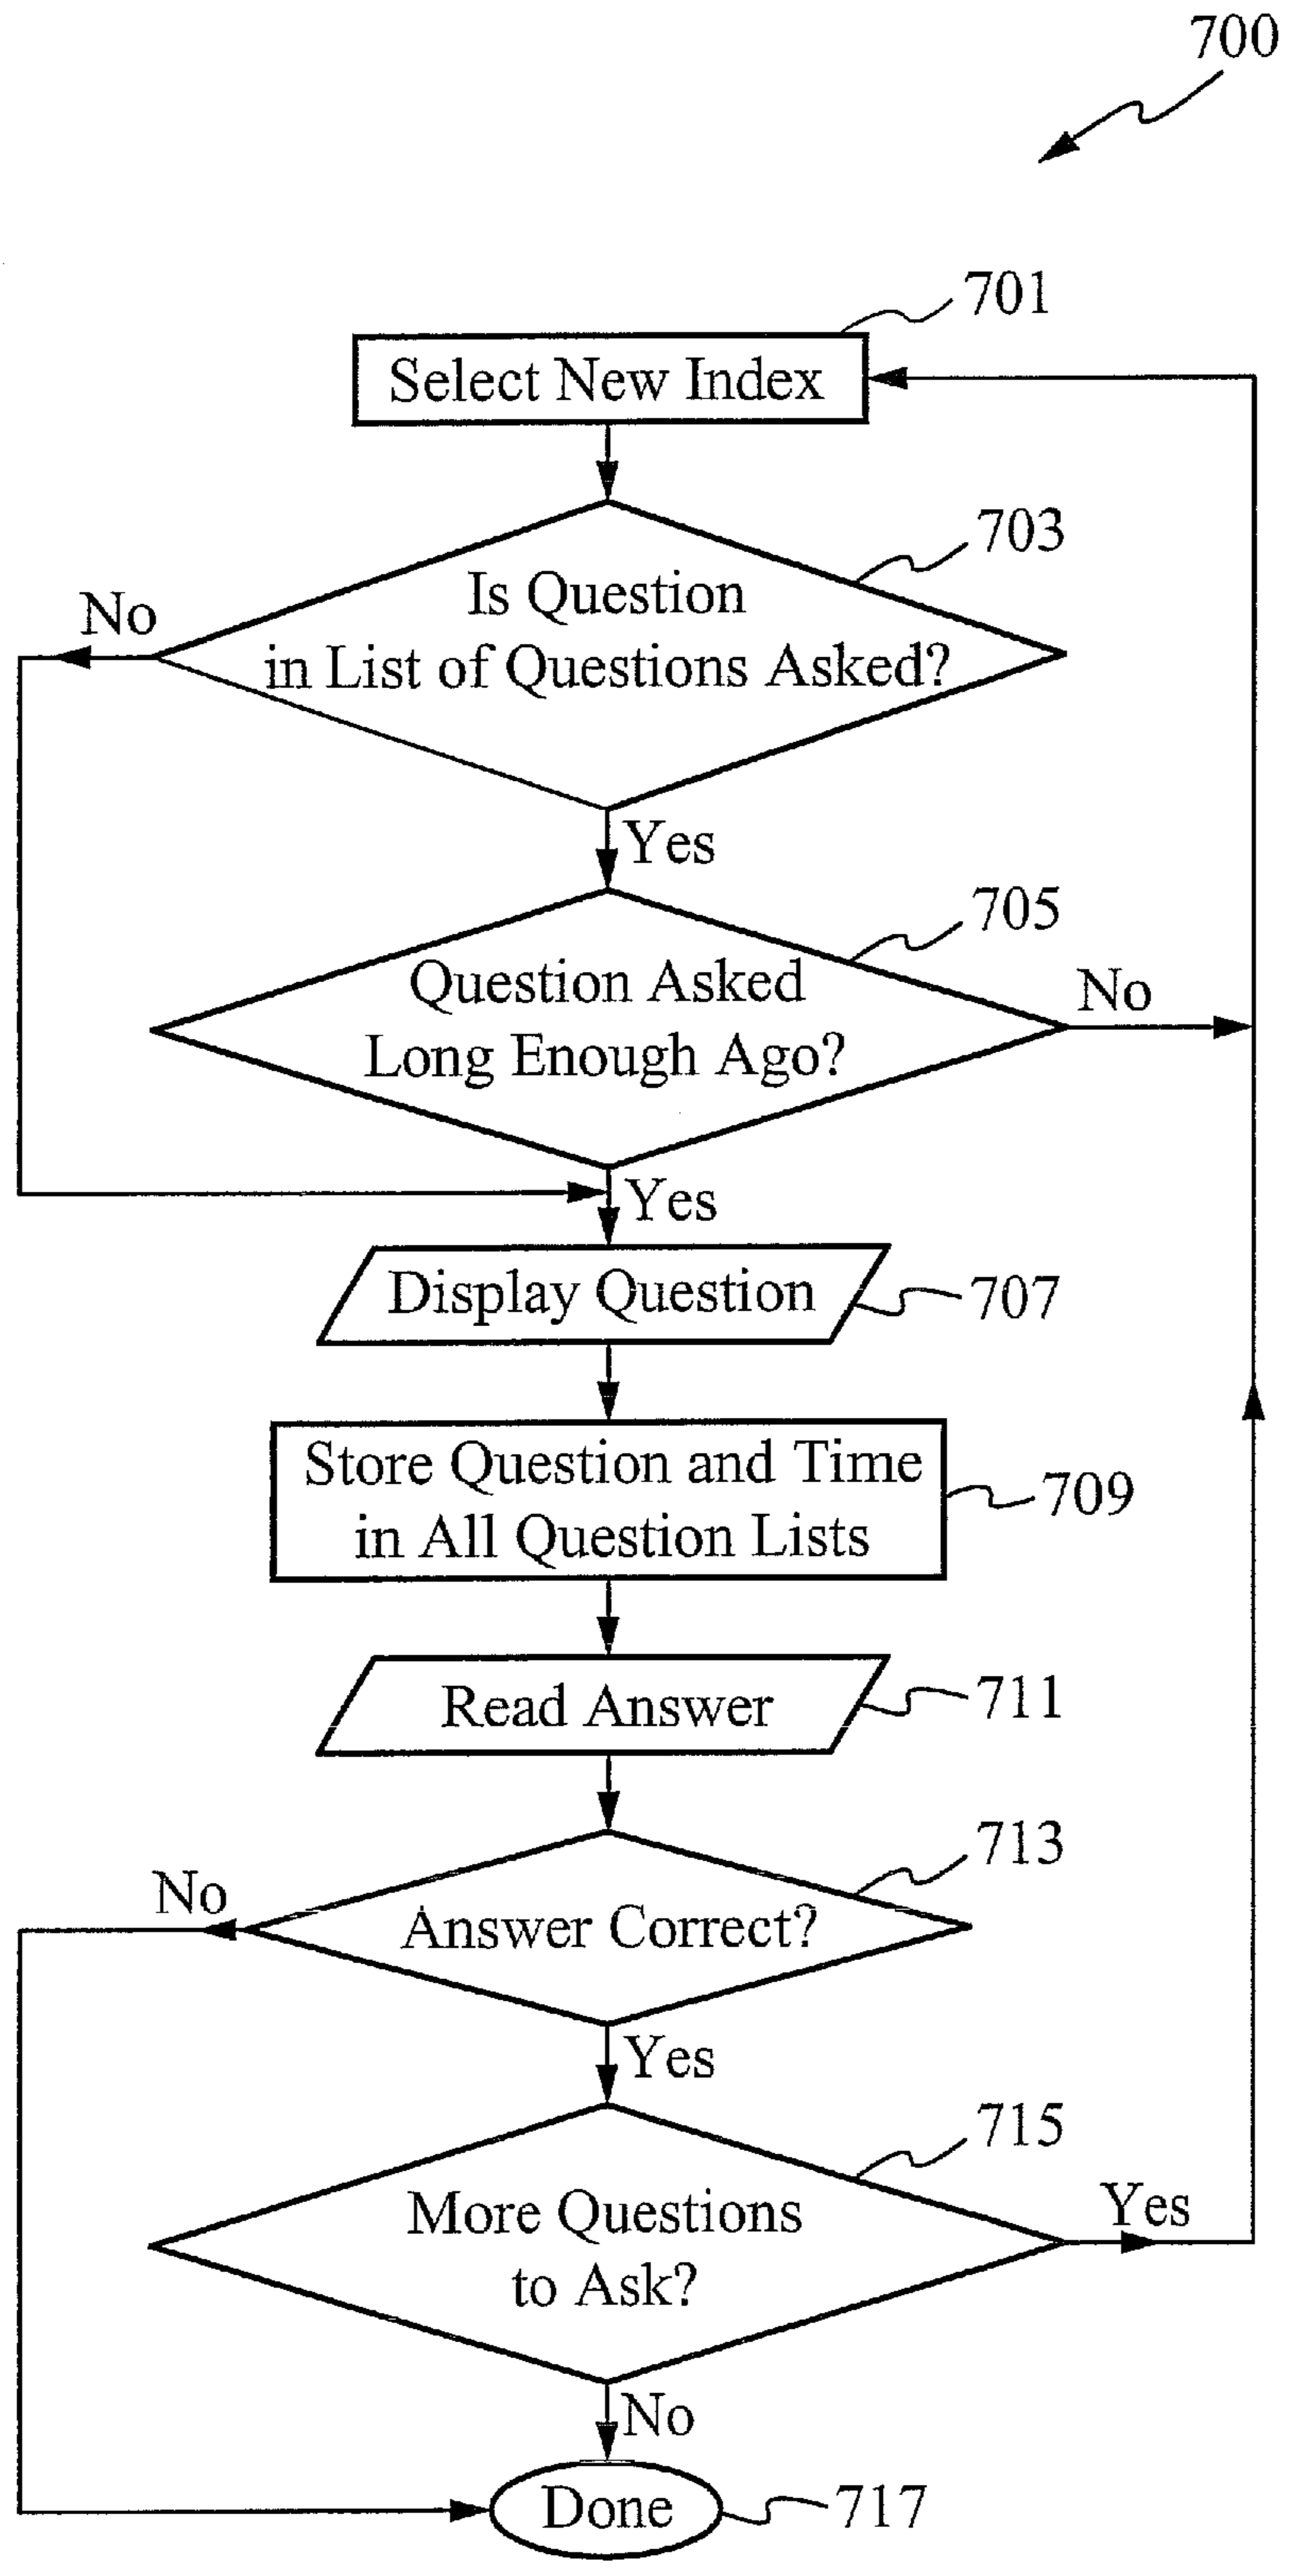 700
701
Select New Index
703
Is Question
in List of Questions Asked?
No
Yes
705
Question Asked
Long Enough Ago?
No
Yes
Display Question
707
Store Question and Time
in All Question Lists
709
Read Answer
711
713
No
Answer Correct?
Yes
715
More Questions
to Ask?
Yes
No
Done
717